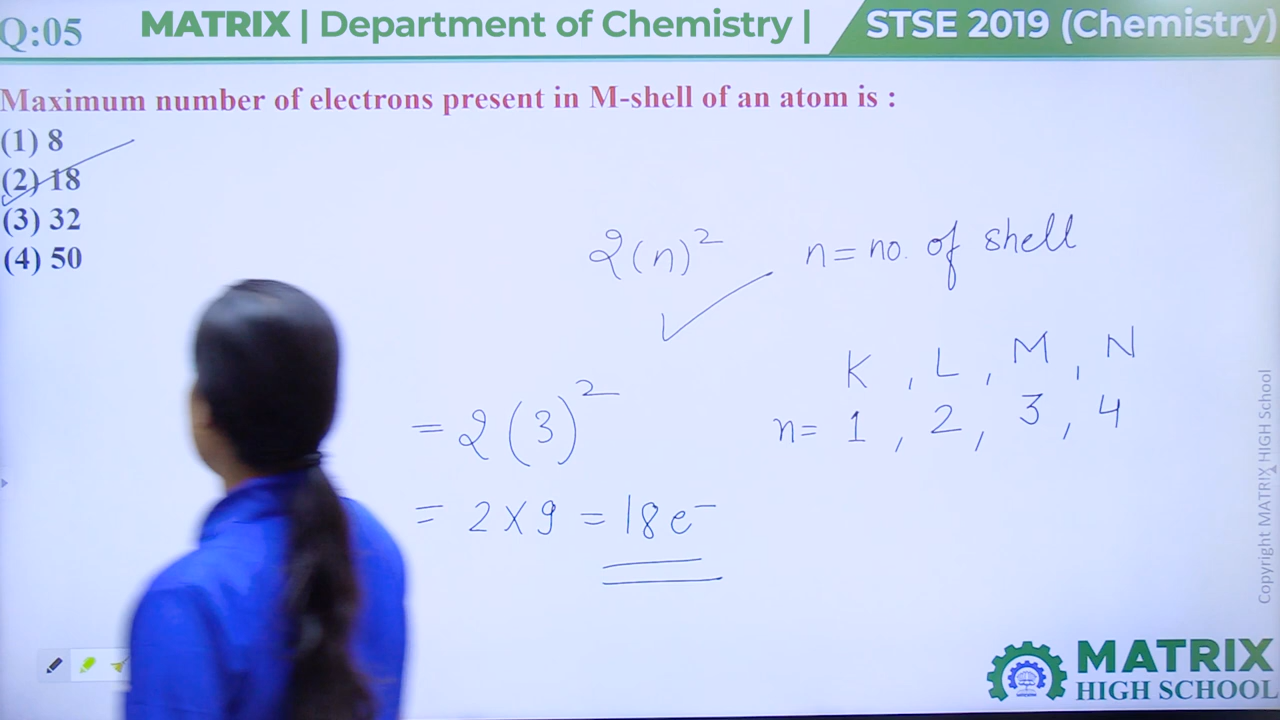 Q:05 MATRIX | Department of Chemistry | STSE 2019 (Chemistry)
Maximum number of electrons present in M-shell of an atom is :
(1) 8
(2) 18
(3) 32
(4) 50
2(n)² n = no. of shell
K , L , M , N
n = 1 , 2 , 3 , 4
= 2(3)²
= 2 × 9 = 18e⁻
Copyright MATRIX HIGH School
MATRIX
HIGH SCHOOL